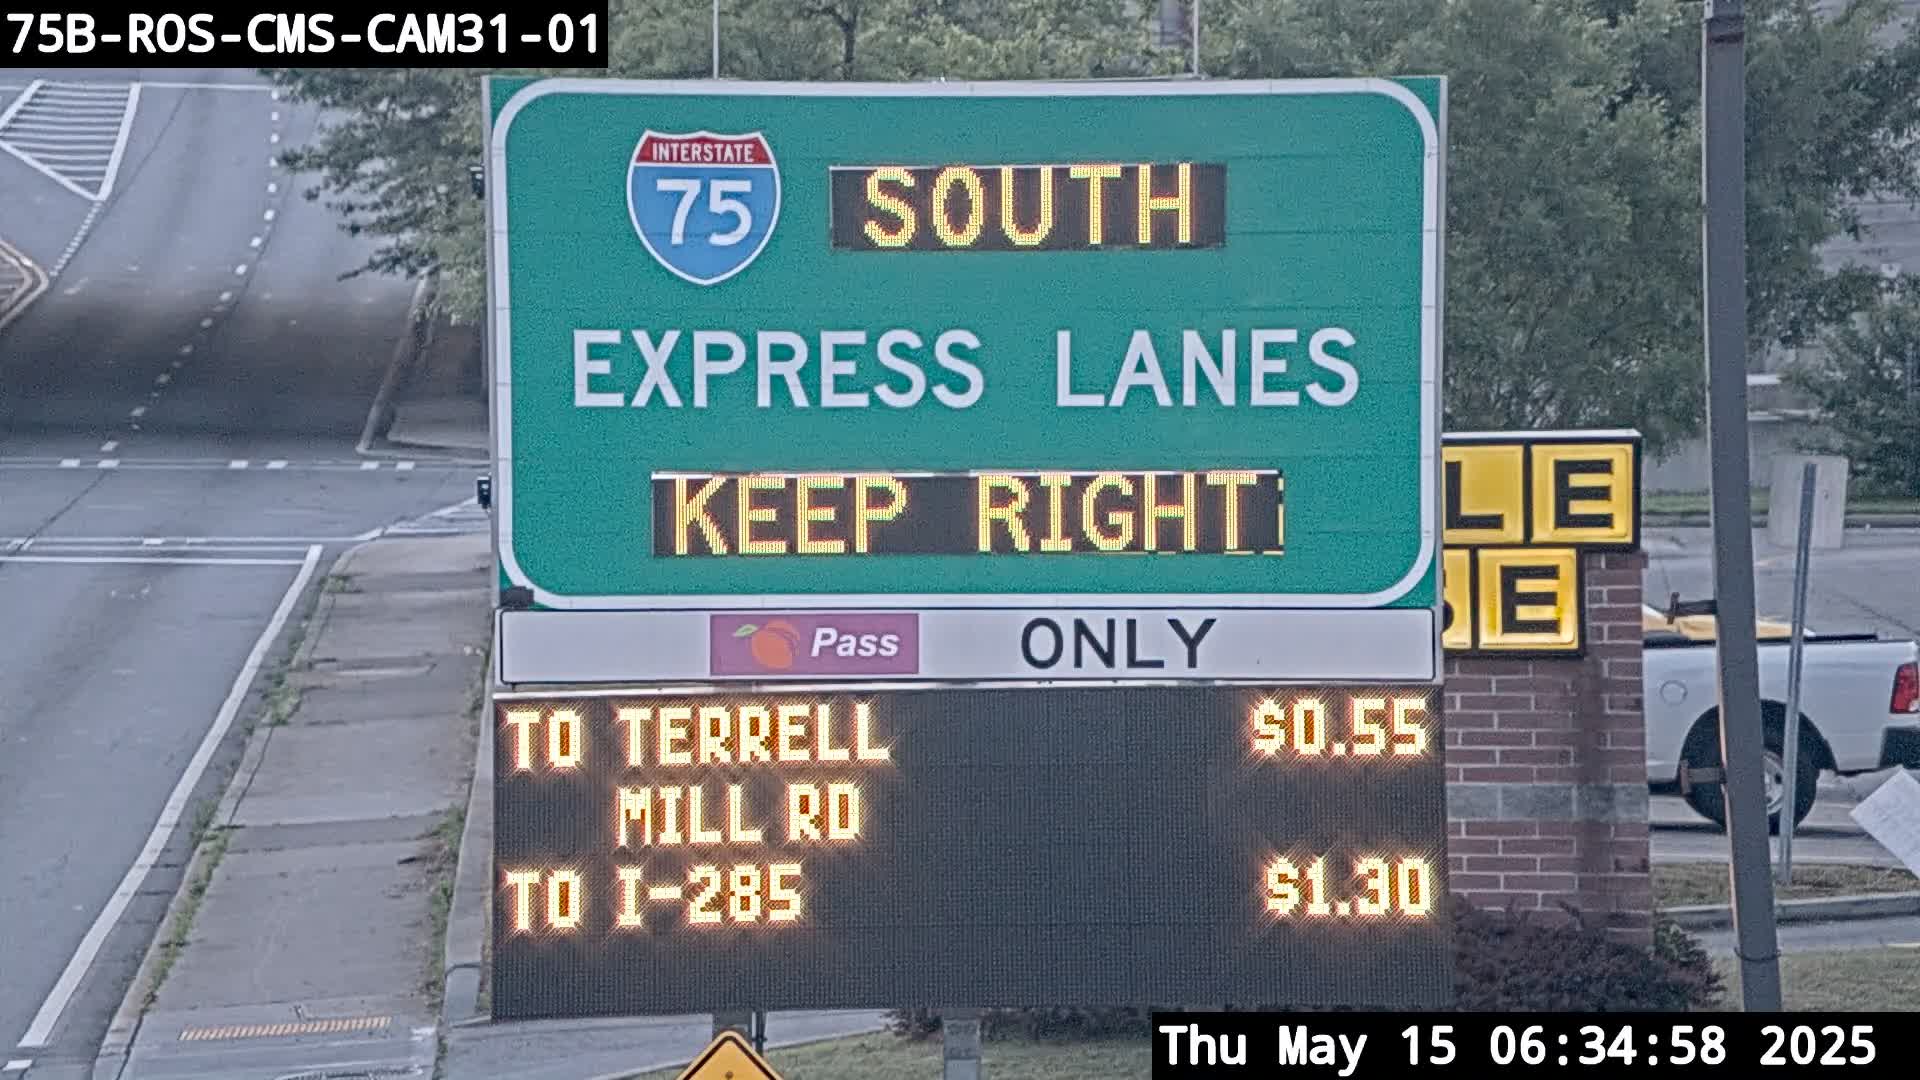 75B-ROS-CMS-CAM31-01
INTERSTATE
75
SOUTH
EXPRESS LANES
KEEP RIGHT
Pass ONLY
LE
E
TO TERRELL $0.55
MILL RD
TO I-285 $1.30
Thu May 15 06:34:58 2025